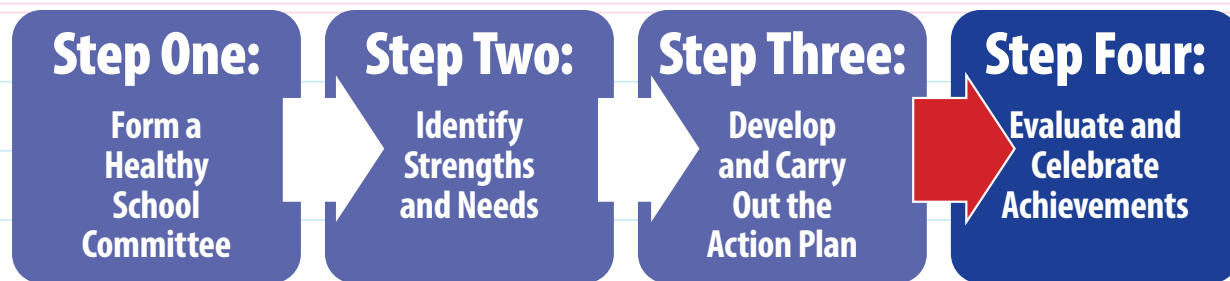 Step One:
Form a
Healthy
School
Committee
Step Two:
Identify
Strengths
and Needs
Step Three:
Develop
and Carry
Out the
Action Plan
Step Four:
Evaluate and
Celebrate
Achievements